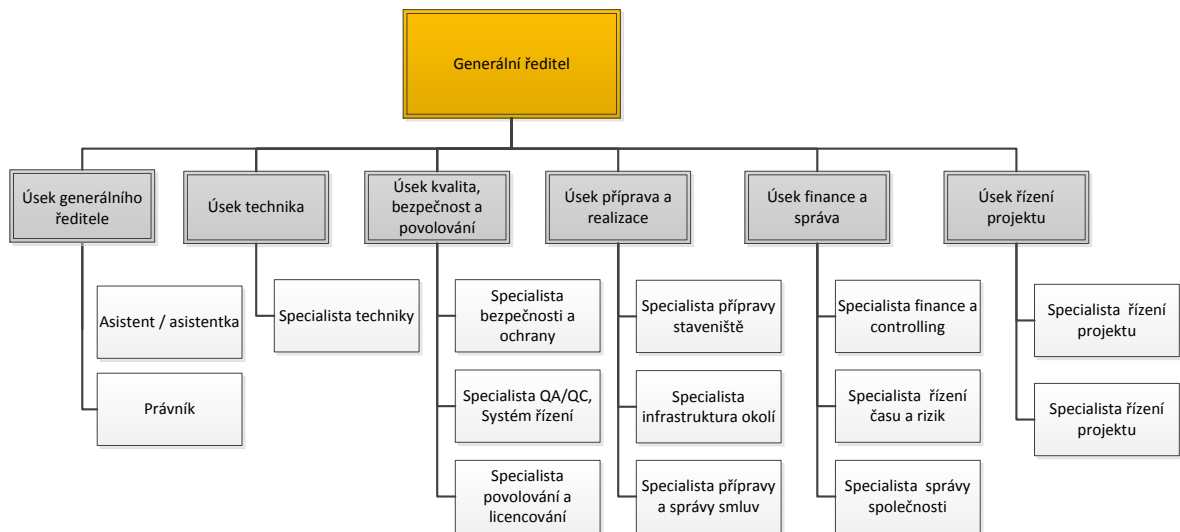 Generální ředitel
Úsek generálního
ředitele
Úsek technika
Úsek kvalita,
bezpečnost a
povolování
Úsek příprava a
realizace
Úsek finance a
správa
Úsek řízení
projektu
Asistent / asistentka
Právník
Specialista techniky
Specialista
bezpečnosti a
ochrany
Specialista QA/QC,
Systém řízení
Specialista
povolování a
licencování
Specialista přípravy
staveniště
Specialista
infrastruktura okolí
Specialista přípravy
a správy smluv
Specialista finance a
controlling
Specialista  řízení
času a rizik
Specialista  správy
společnosti
Specialista  řízení
projektu
Specialista řízení
projektu